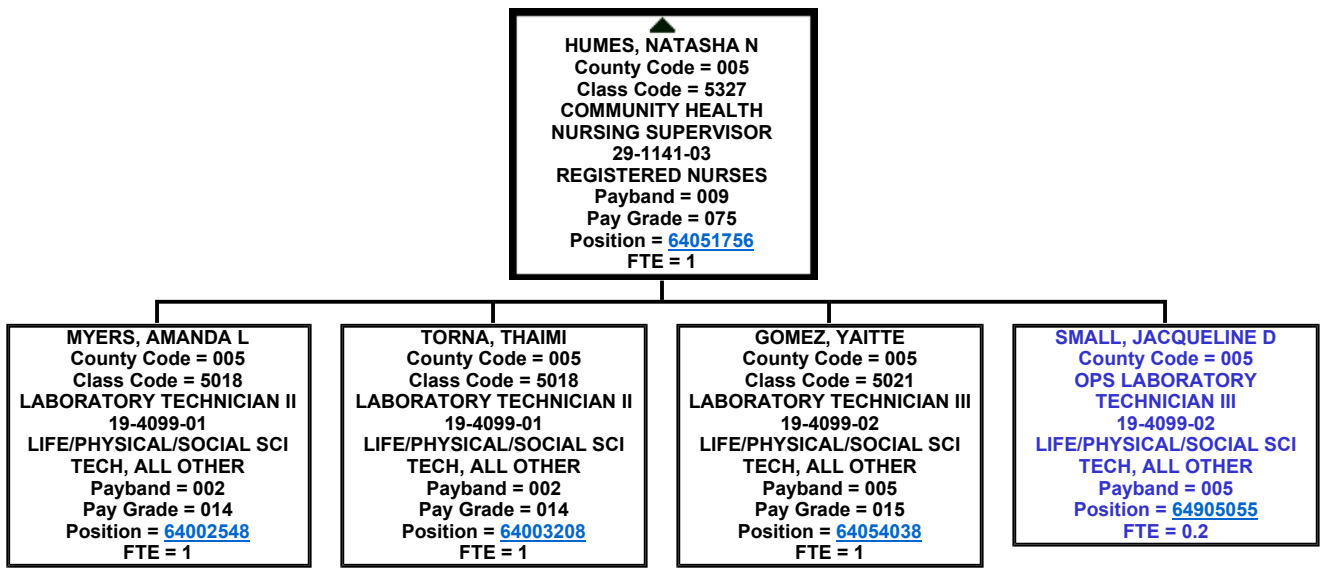 HUMES, NATASHA N
County Code = 005
Class Code = 5327
COMMUNITY HEALTH
NURSING SUPERVISOR
29-1141-03
REGISTERED NURSES
Payband = 009
Pay Grade = 075
Position = 64051756
FTE = 1
MYERS, AMANDA L
County Code = 005
Class Code = 5018
LABORATORY TECHNICIAN II
19-4099-01
LIFE/PHYSICAL/SOCIAL SCI
TECH, ALL OTHER
Payband = 002
Pay Grade = 014
Position = 64002548
FTE = 1
TORNA, THAIMI
County Code = 005
Class Code = 5018
LABORATORY TECHNICIAN II
19-4099-01
LIFE/PHYSICAL/SOCIAL SCI
TECH, ALL OTHER
Payband = 002
Pay Grade = 014
Position = 64003208
FTE = 1
GOMEZ, YAITTE
County Code = 005
Class Code = 5021
LABORATORY TECHNICIAN III
19-4099-02
LIFE/PHYSICAL/SOCIAL SCI
TECH, ALL OTHER
Payband = 005
Pay Grade = 015
Position = 64054038
FTE = 1
SMALL, JACQUELINE D
County Code = 005
OPS LABORATORY
TECHNICIAN III
19-4099-02
LIFE/PHYSICAL/SOCIAL SCI
TECH, ALL OTHER
Payband = 005
Position = 64905055
FTE = 0.2